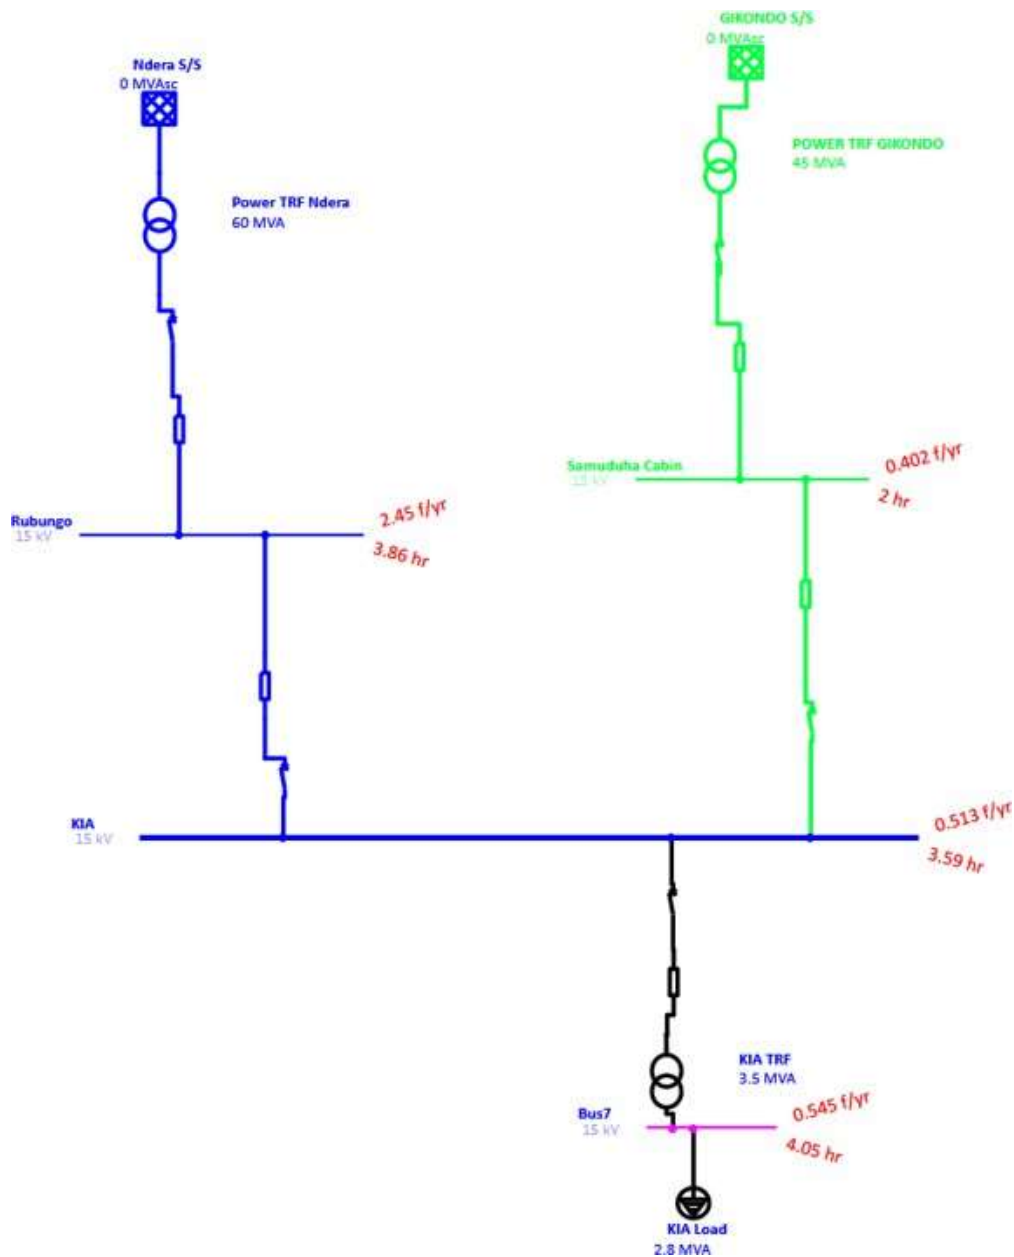 GIKONDO S/S
0 MVAsc
Ndera S/S
0 MVAsc
POWER TRF GIKONDO
45 MVA
Power TRF Ndera
60 MVA
Samuduha Cabin
15 kV
0.402 f/yr
2 hr
Rubungo
15 kV
2.45 f/yr
3.86 hr
KIA
15 kV
0.513 f/yr
3.59 hr
KIA TRF
3.5 MVA
Bus7
15 kV
0.545 f/yr
4.05 hr
KIA Load
2.8 MVA